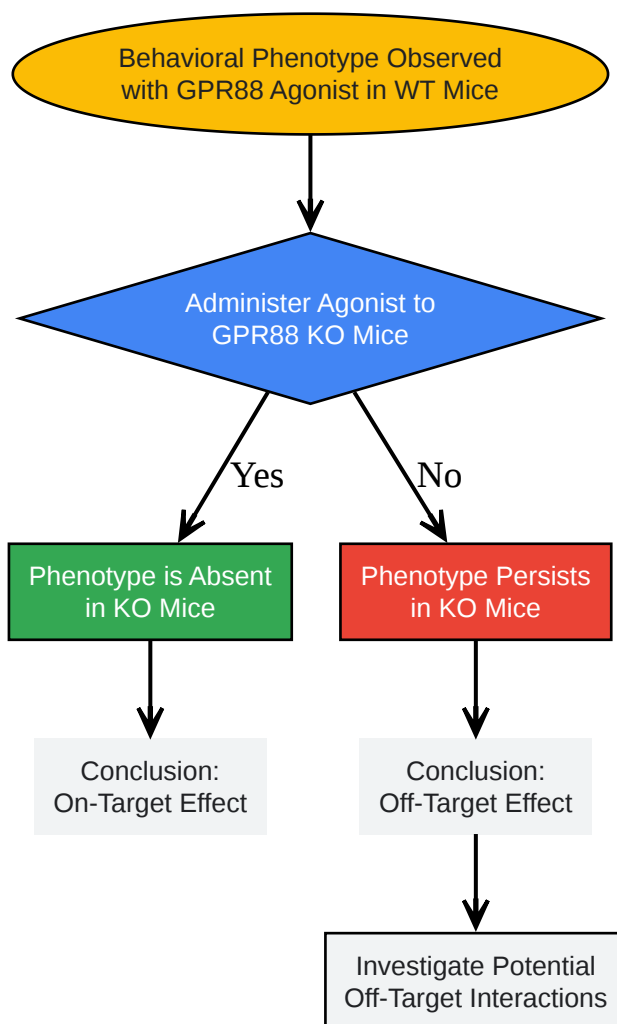 Behavioral Phenotype Observed
with GPR88 Agonist in WT Mice
Administer Agonist to
GPR88 KO Mice
Yes
No
Phenotype is Absent
in KO Mice
Phenotype Persists
in KO Mice
Conclusion:
On-Target Effect
Conclusion:
Off-Target Effect
Investigate Potential
Off-Target Interactions